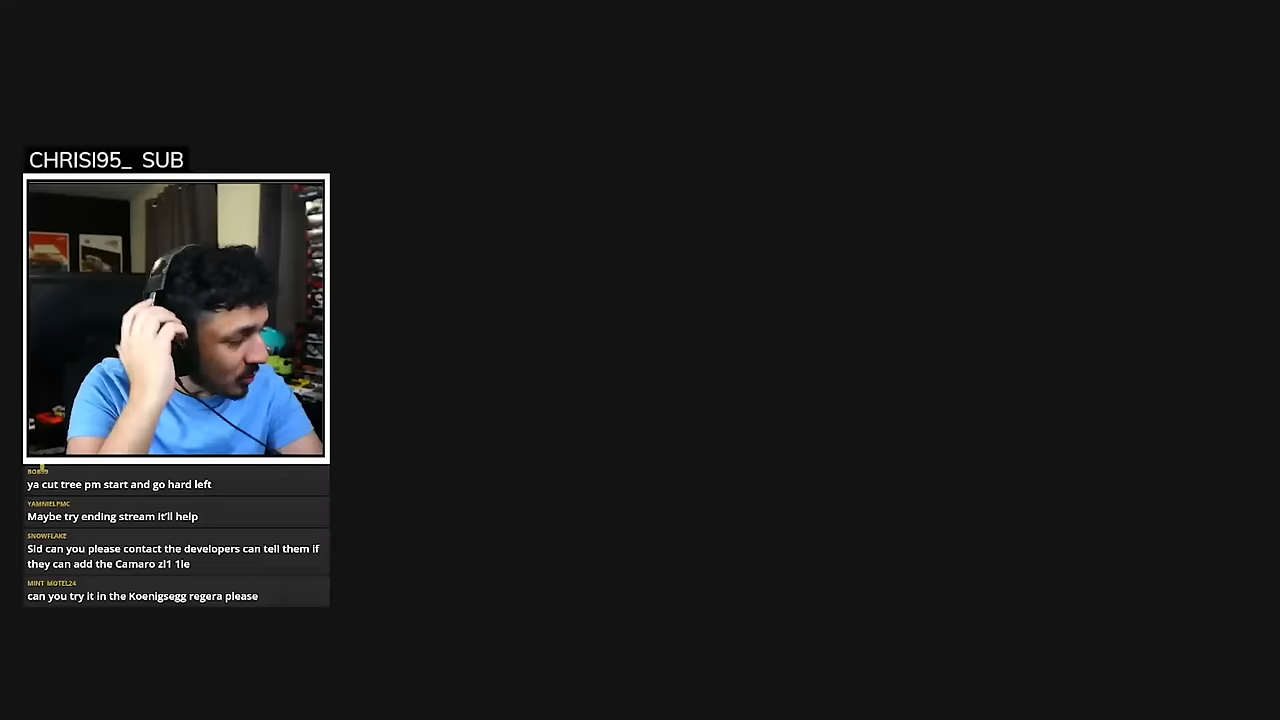 CHRISI95_ SUB
BOB99
ya cut tree pm start and go hard left
YAMNIELPMC
Maybe try ending stream it'll help
SNOWFLAKE
Sid can you please contact the developers can tell them if
they can add the Camaro zl1 1le
MINT_MOTEL24
can you try it in the Koenigsegg regera please